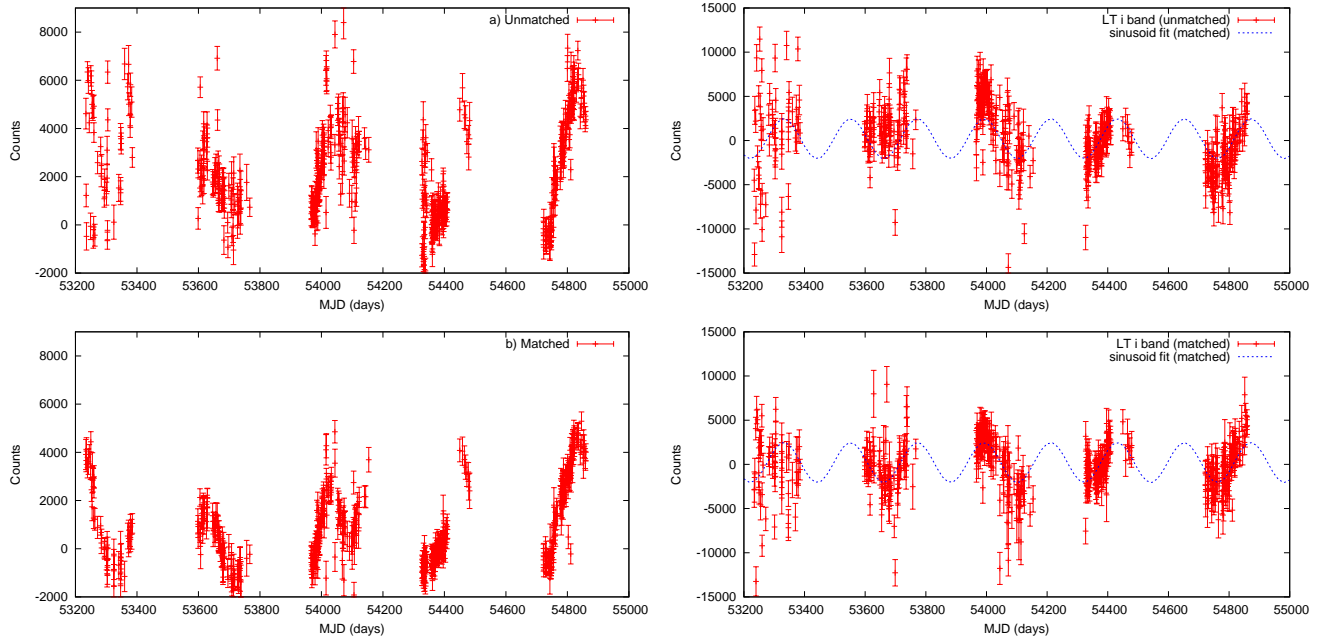 a) Unmatched
8000
6000
4000
2000
0
-2000
Counts
53200 53400 53600 53800 54000 54200 54400 54600 54800 55000
MJD (days)
LT i band (unmatched)
sinusoid fit (matched)
15000
10000
5000
0
-5000
-10000
-15000
Counts
53200 53400 53600 53800 54000 54200 54400 54600 54800 55000
MJD (days)
b) Matched
8000
6000
4000
2000
0
-2000
Counts
53200 53400 53600 53800 54000 54200 54400 54600 54800 55000
MJD (days)
LT i band (matched)
sinusoid fit (matched)
15000
10000
5000
0
-5000
-10000
-15000
Counts
53200 53400 53600 53800 54000 54200 54400 54600 54800 55000
MJD (days)